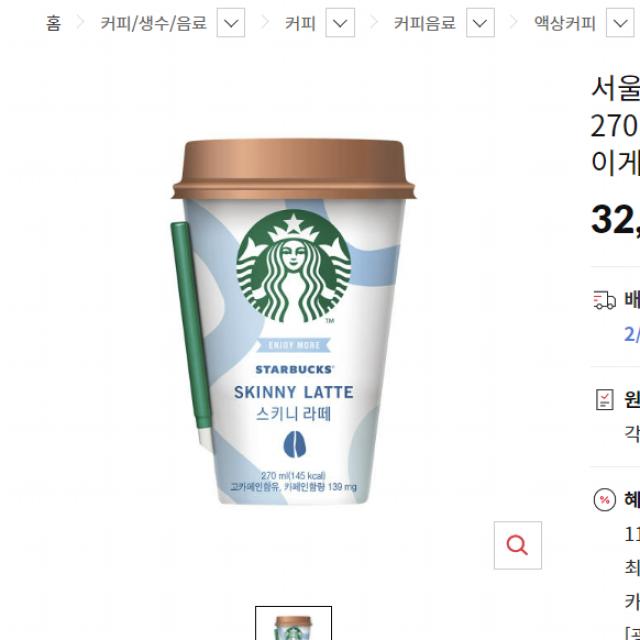 홈 커피/생수/음료 커피 커피음료 액상커피
서울
270
이게
32,
배
2/
원
각
혜
11
최
카
TM
ENJOY MORE
STARBUCKS
SKINNY LATTE
스키니 라떼
270 ml(145 kcal)
고카페인함유, 카페인함량 139 mg